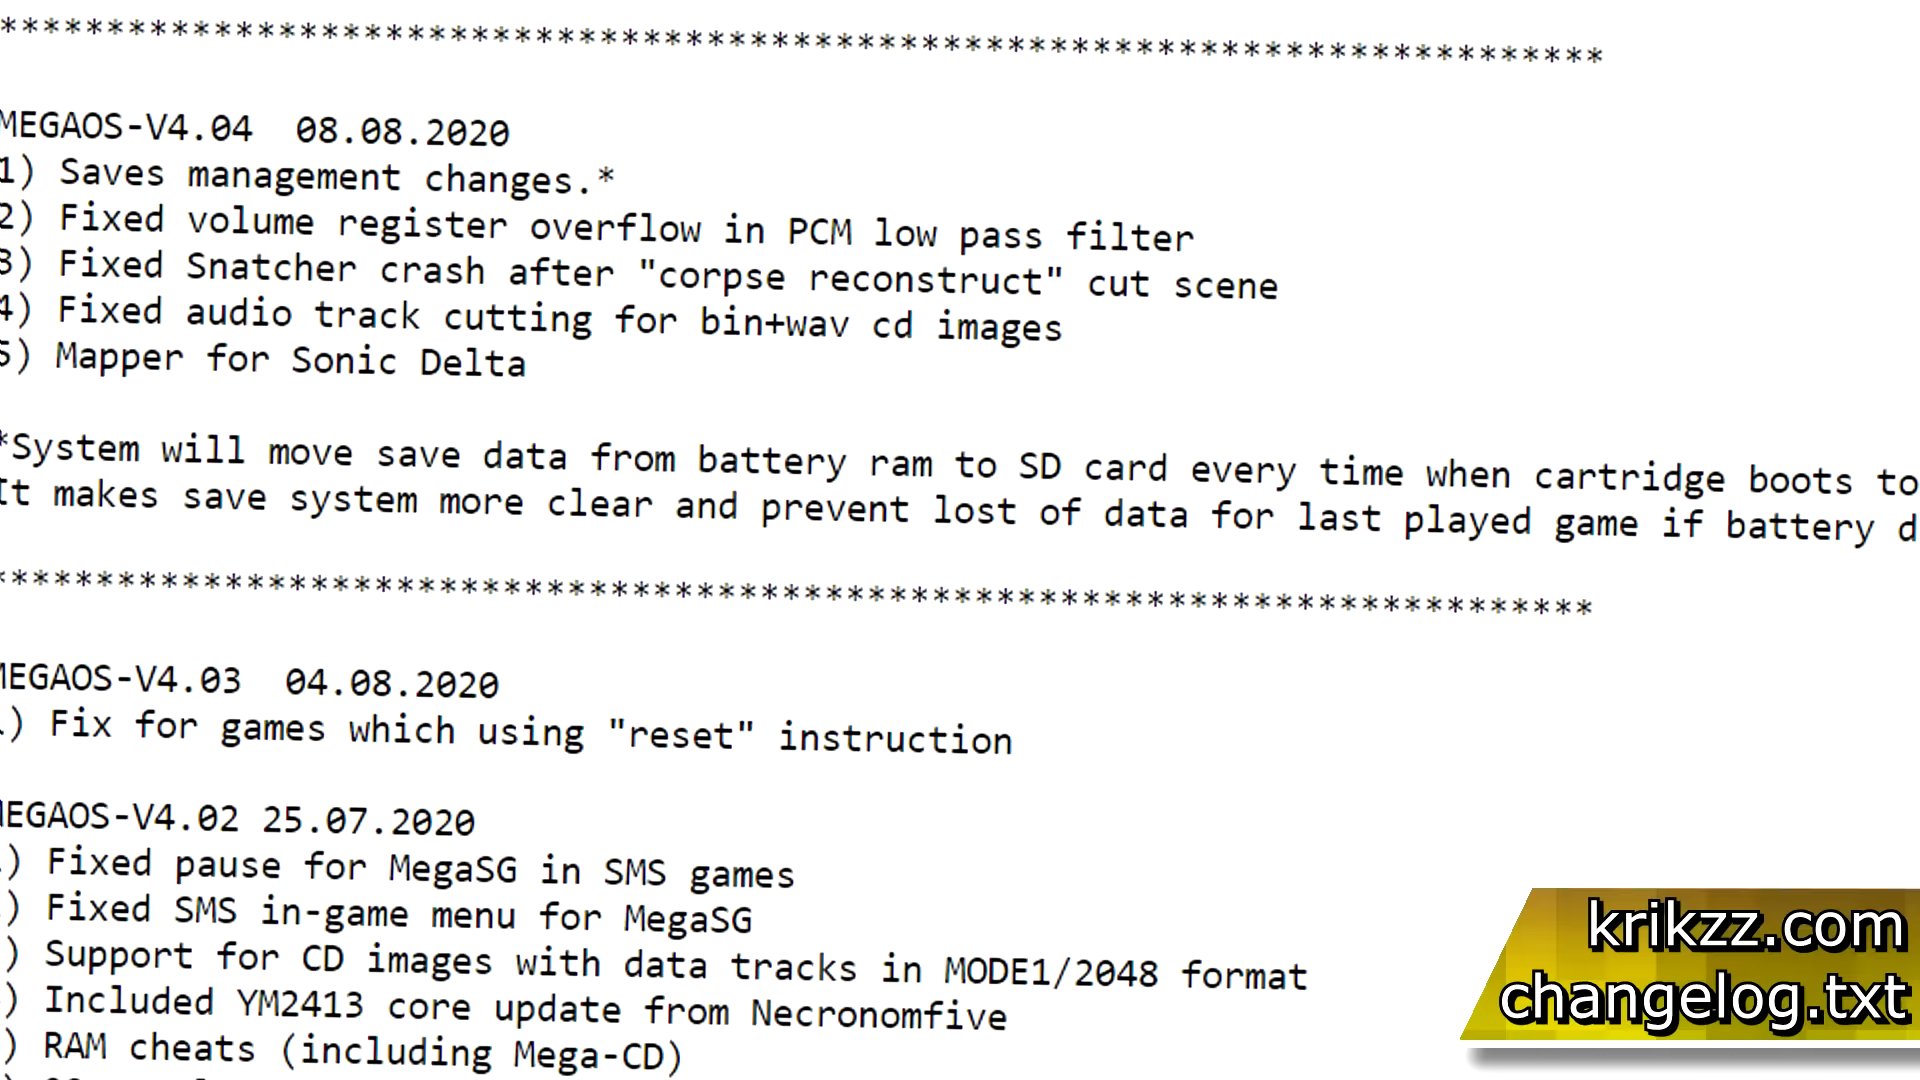 ***************************************************************************
MEGAOS-V4.04  08.08.2020
1) Saves management changes.*
2) Fixed volume register overflow in PCM low pass filter
3) Fixed Snatcher crash after "corpse reconstruct" cut scene
4) Fixed audio track cutting for bin+wav cd images
5) Mapper for Sonic Delta
*System will move save data from battery ram to SD card every time when cartridge boots to
It makes save system more clear and prevent lost of data for last played game if battery
***************************************************************************
MEGAOS-V4.03  04.08.2020
) Fix for games which using "reset" instruction
MEGAOS-V4.02 25.07.2020
) Fixed pause for MegaSG in SMS games
) Fixed SMS in-game menu for MegaSG
) Support for CD images with data tracks in MODE1/2048 format
) Included YM2413 core update from Necronomfive
) RAM cheats (including Mega-CD)
krikzz.com
changelog.txt